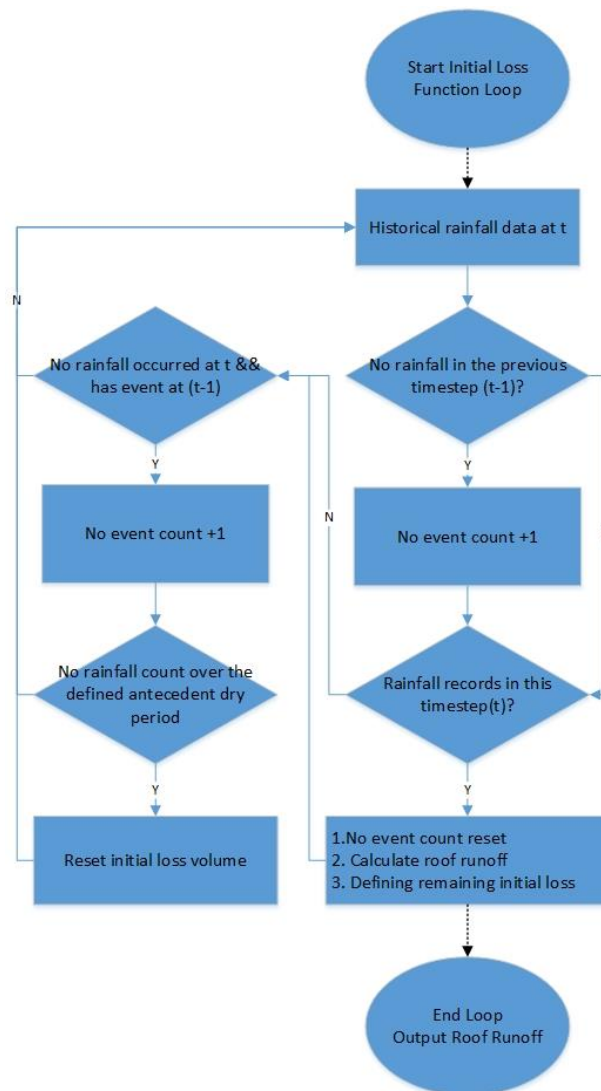 Start Initial Loss
Function Loop
Historical rainfall data at t
N
No rainfall occurred at t &&
has event at (t-1)
No rainfall in the previous
timestep (t-1)?
Y
Y
No event count +1
No event count +1
N
No rainfall count over the
defined antecedent dry
period
Rainfall records in this
timestep(t)?
Y
Y
Reset initial loss volume
1.No event count reset
2. Calculate roof runoff
3. Defining remaining initial loss
End Loop
Output Roof Runoff